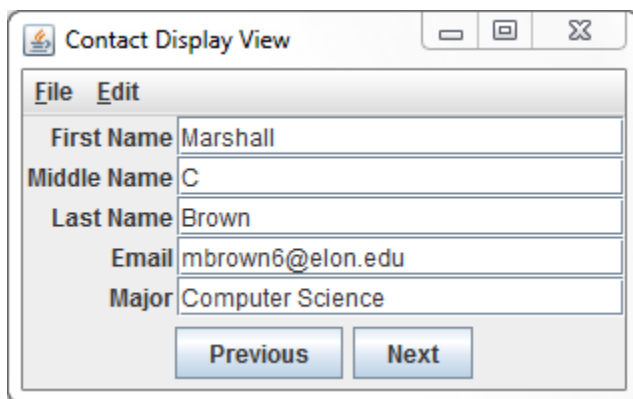 Contact Display View
File Edit
First Name Marshall
Middle Name C
Last Name Brown
Email mbrown6@elon.edu
Major Computer Science
Previous Next